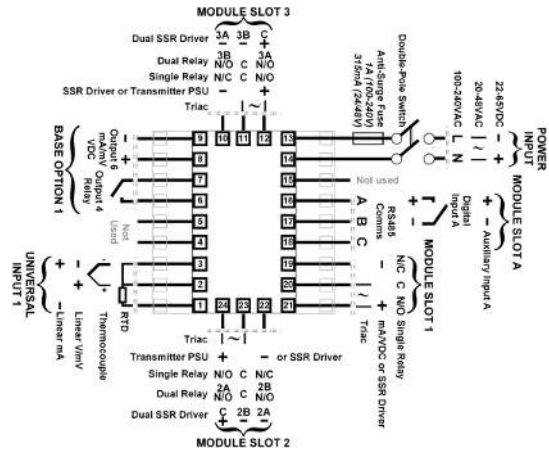 MODULE SLOT 3
3A 3B C
Dual SSR Driver − − +
3B 3A
Dual Relay N/O C N/O
Single Relay N/C C N/O
SSR Driver or Transmitter PSU − +
Triac |~|
9 10 11 12 13
8 14
7 15
6 16
5 17
4 18
3 19
2 20
1 24 23 22 21
Double-Pole Switch
Anti-Surge Fuse
1A (100-240V)
315mA (24/48V)
22-65VDC − +
20-48VAC ~
100-240VAC L N
POWER
INPUT
Not used
RS485
Comms
A
B
C
Digital
Input A
Auxiliary Input A
+ −
MODULE SLOT A
MODULE SLOT 1
N/C C N/O Single Relay
− + mA/VDC or SSR Driver
|~| Triac
BASE OPTION 1
Output 6
mA/mV
VDC
− +
Output 4
Relay
Not
Used
UNIVERSAL
INPUT 1
RTD
Thermocouple
− +
Linear V/mV
+ −
Linear mA
+ −
Triac |~|
Transmitter PSU + − or SSR Driver
Single Relay N/O C N/C
2A 2B
Dual Relay N/O C N/O
Dual SSR Driver C 2B 2A
+ − −
MODULE SLOT 2